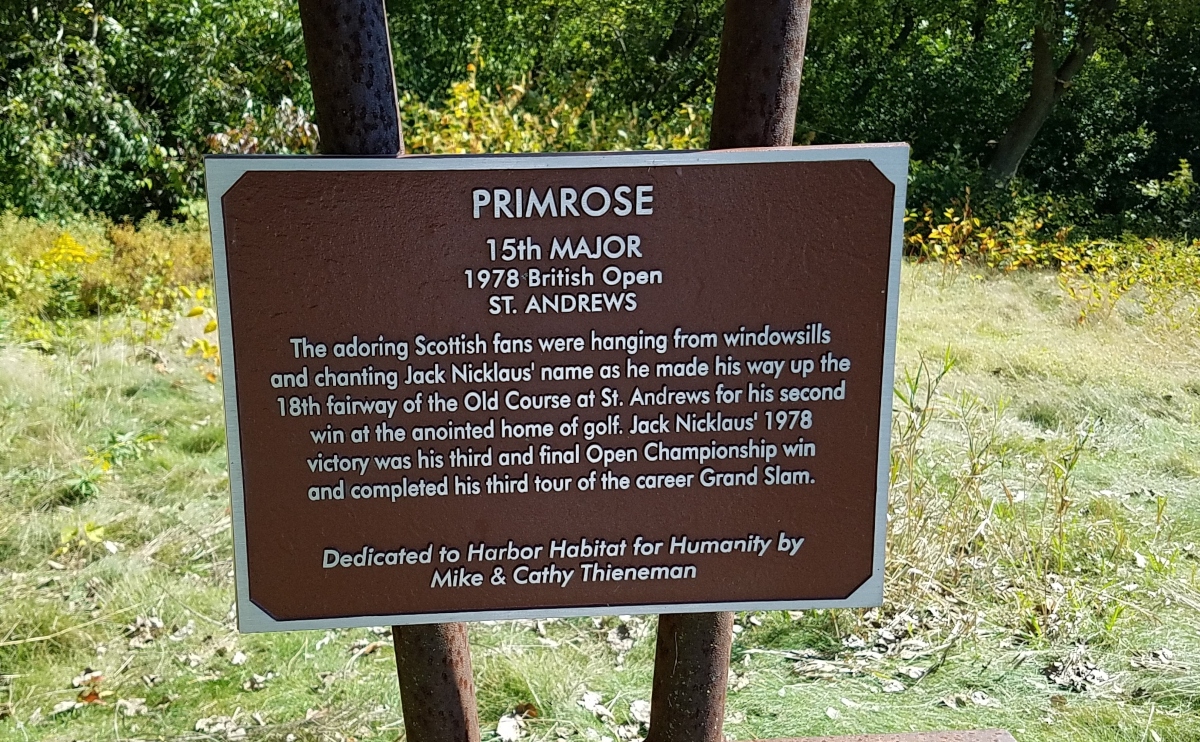 PRIMROSE
15th MAJOR
1978 British Open
ST. ANDREWS
The adoring Scottish fans were hanging from windowsills
and chanting Jack Nicklaus' name as he made his way up the
18th fairway of the Old Course at St. Andrews for his second
win at the anointed home of golf. Jack Nicklaus' 1978
victory was his third and final Open Championship win
and completed his third tour of the career Grand Slam.
Dedicated to Harbor Habitat for Humanity by
Mike & Cathy Thieneman